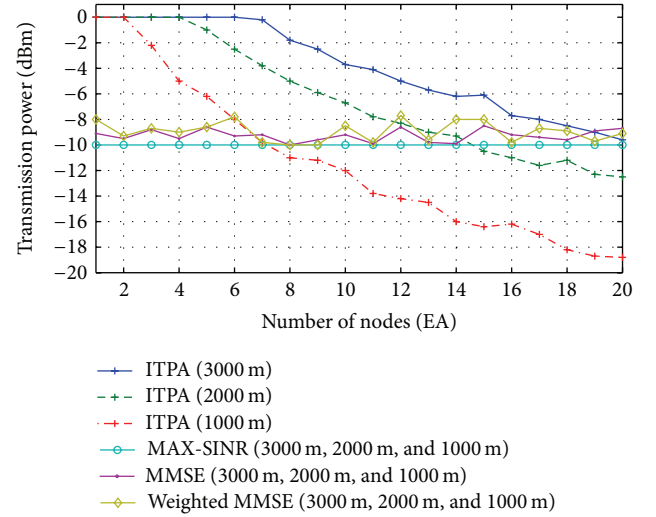 0
−2
−4
−6
−8
−10
−12
−14
−16
−18
−20
Transmission power (dBm)
2 4 6 8 10 12 14 16 18 20
Number of nodes (EA)
ITPA (3000 m)
ITPA (2000 m)
ITPA (1000 m)
MAX-SINR (3000 m, 2000 m, and 1000 m)
MMSE (3000 m, 2000 m, and 1000 m)
Weighted MMSE (3000 m, 2000 m, and 1000 m)